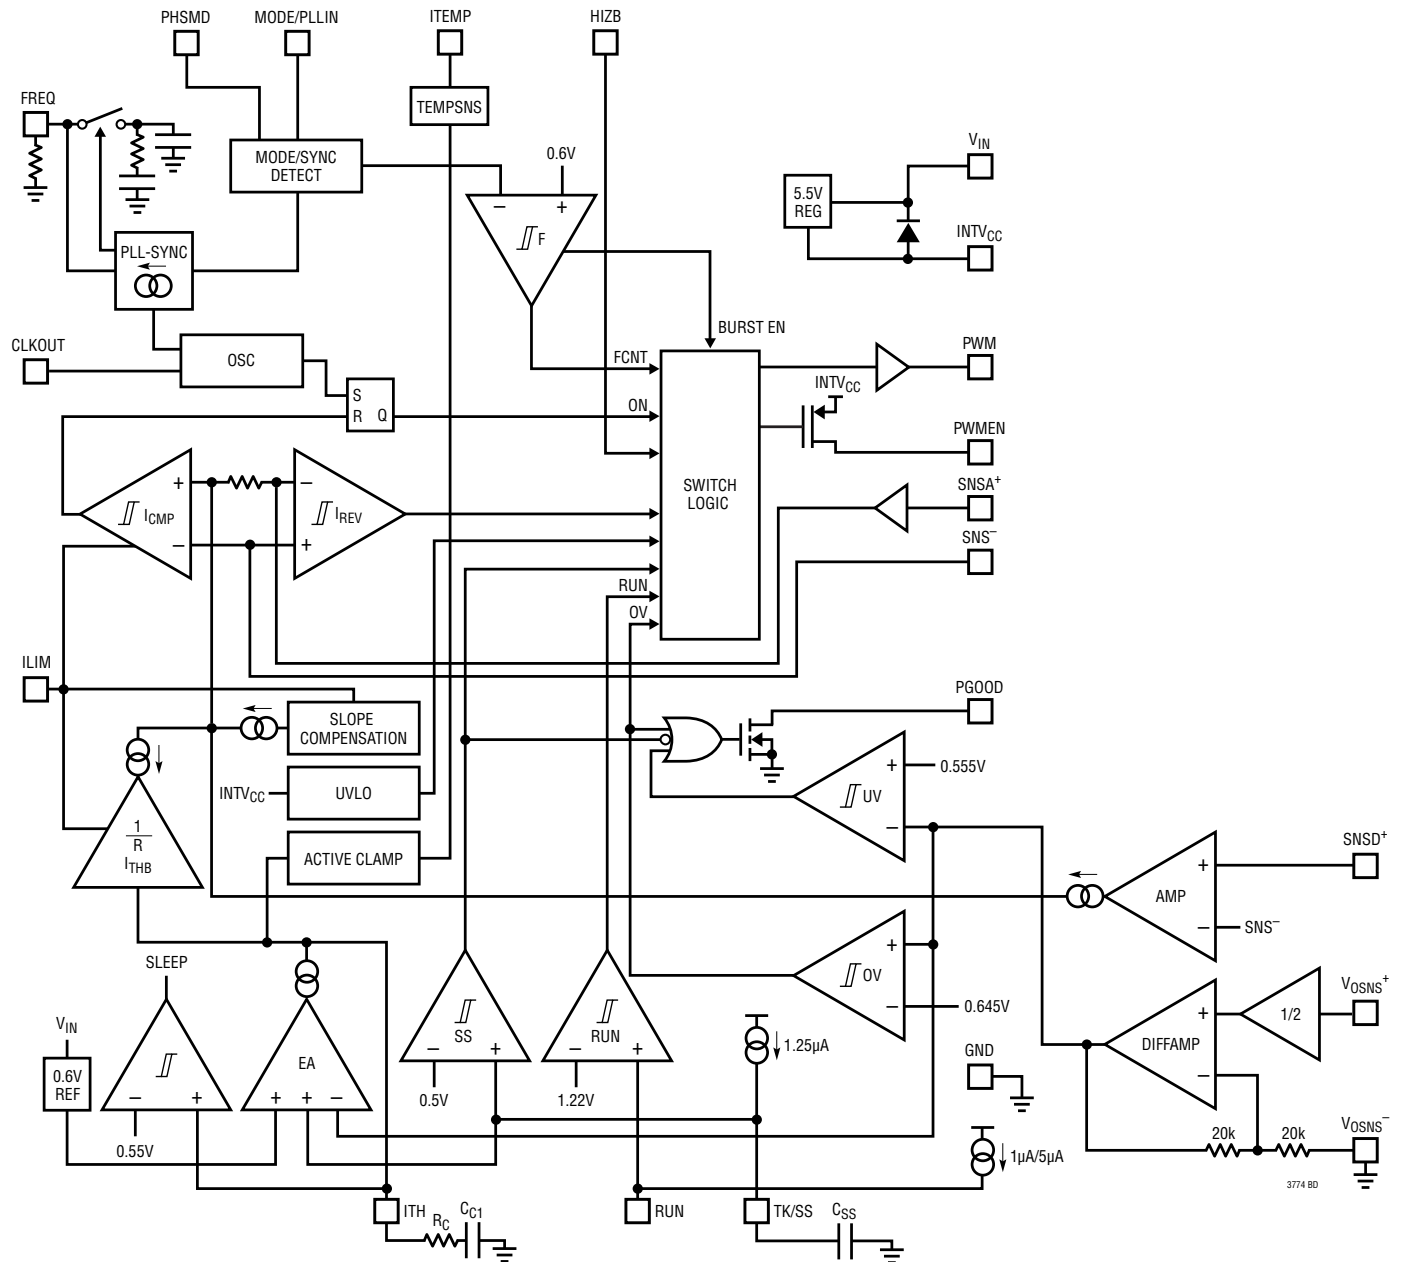 PHSMD
MODE/PLLIN
ITEMP
HIZB
FREQ
TEMPSNS
MODE/SYNC
DETECT
0.6V
–
+
F
VIN
5.5V
REG
INTVCC
PLL-SYNC
BURST EN
CLKOUT
OSC
FCNT
PWM
S
R
Q
ON
INTVCC
PWMEN
+
–
ICMP
–
+
IREV
SWITCH
LOGIC
SNSA+
SNS–
RUN
OV
ILIM
PGOOD
SLOPE
COMPENSATION
+
0.555V
INTVCC
UVLO
UV
–
1
R
ITHB
ACTIVE CLAMP
SNSD+
+
AMP
–
SNS–
SLEEP
+
OV
–
0.645V
VOSNS+
1/2
+
DIFFAMP
–
VIN
0.6V
REF
–
+
0.55V
EA
+
+
–
SS
–
+
0.5V
RUN
–
+
1.22V
1.25µA
GND
20k
20k
VOSNS–
1µA/5µA
3774 BD
ITH
RC
CC1
RUN
TK/SS
CSS